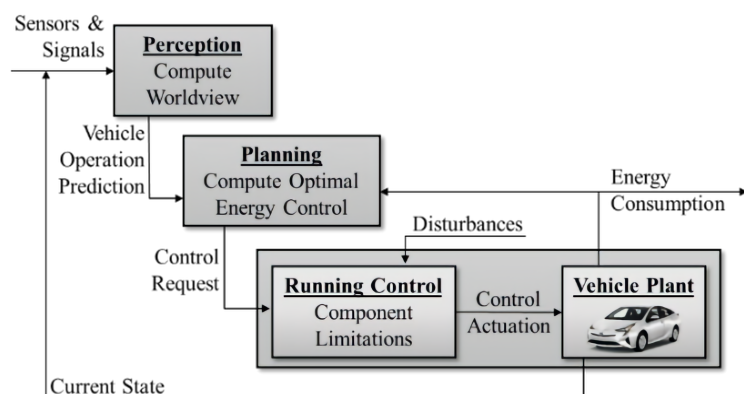 Sensors &
Signals
Perception
Compute
Worldview
Vehicle
Operation
Prediction
Planning
Compute Optimal
Energy Control
Energy
Consumption
Disturbances
Control
Request
Running Control
Component
Limitations
Control
Actuation
Vehicle Plant
Current State